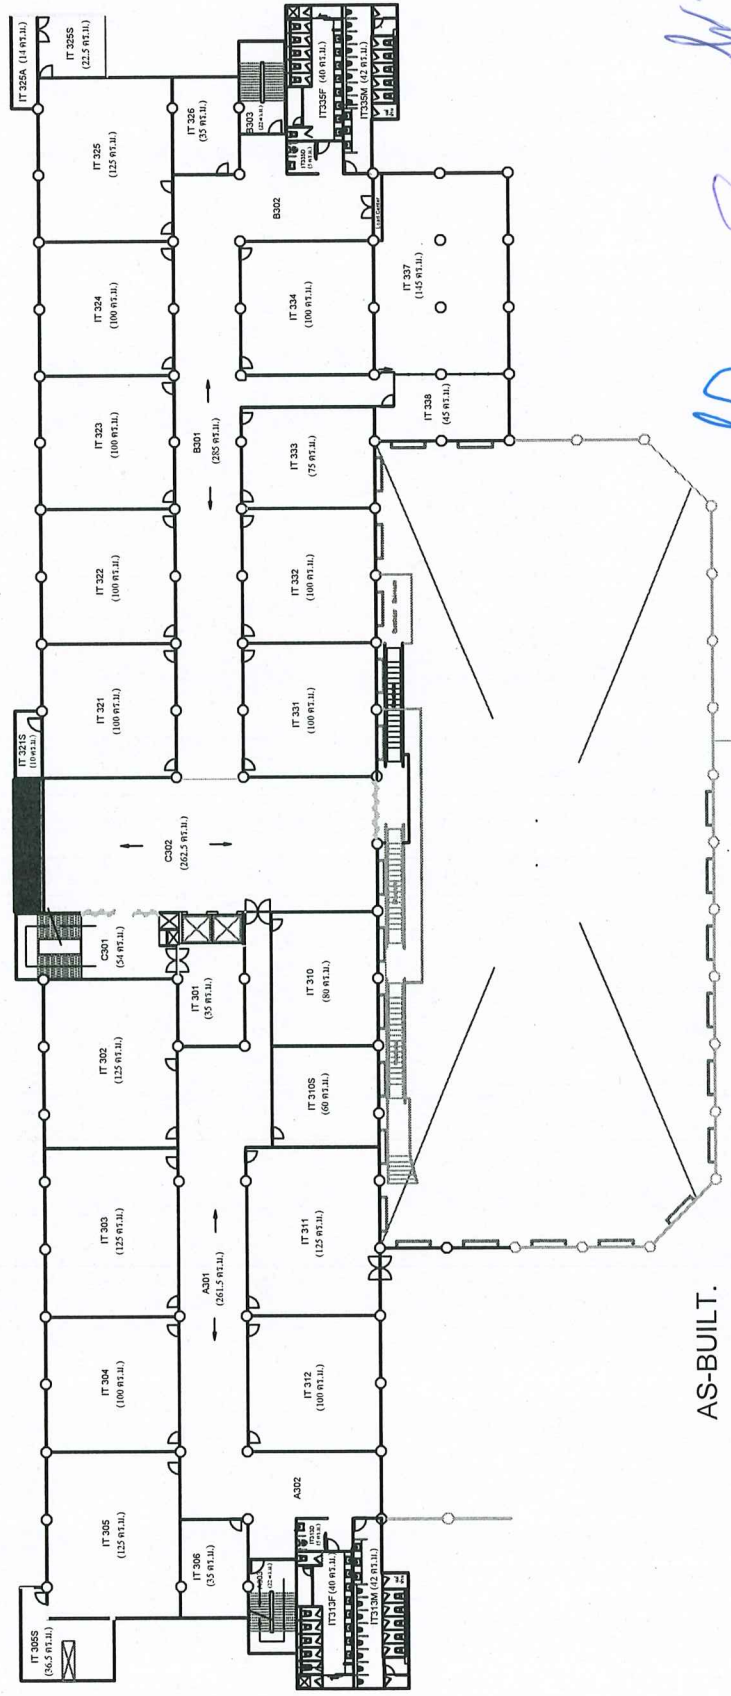 IT 325A (14 ตร.ม.)
IT 325S
(22.5 ตร.ม.)
IT 325
(125 ตร.ม.)
IT 326
(35 ตร.ม.)
B303
IT335F (40 ตร.ม.)
IT335M (42 ตร.ม.)
B302
IT 324
(100 ตร.ม.)
IT 334
(100 ตร.ม.)
IT 337
(145 ตร.ม.)
IT 323
(100 ตร.ม.)
B301
(285 ตร.ม.)
IT 333
(75 ตร.ม.)
IT 338
(45 ตร.ม.)
IT 322
(100 ตร.ม.)
IT 332
(100 ตร.ม.)
IT 321S
(10 ตร.ม.)
IT 321
(100 ตร.ม.)
IT 331
(100 ตร.ม.)
C302
(262.5 ตร.ม.)
C301
(54 ตร.ม.)
IT 301
(35 ตร.ม.)
IT 310
(80 ตร.ม.)
IT 302
(125 ตร.ม.)
IT 310S
(60 ตร.ม.)
IT 303
(125 ตร.ม.)
A301
(261.5 ตร.ม.)
IT 311
(125 ตร.ม.)
IT 304
(100 ตร.ม.)
IT 312
(100 ตร.ม.)
A302
IT 305
(125 ตร.ม.)
IT 306
(35 ตร.ม.)
IT 305S
(36.5 ตร.ม.)
IT313F (40 ตร.ม.)
IT313M (42 ตร.ม.)
AS-BUILT.